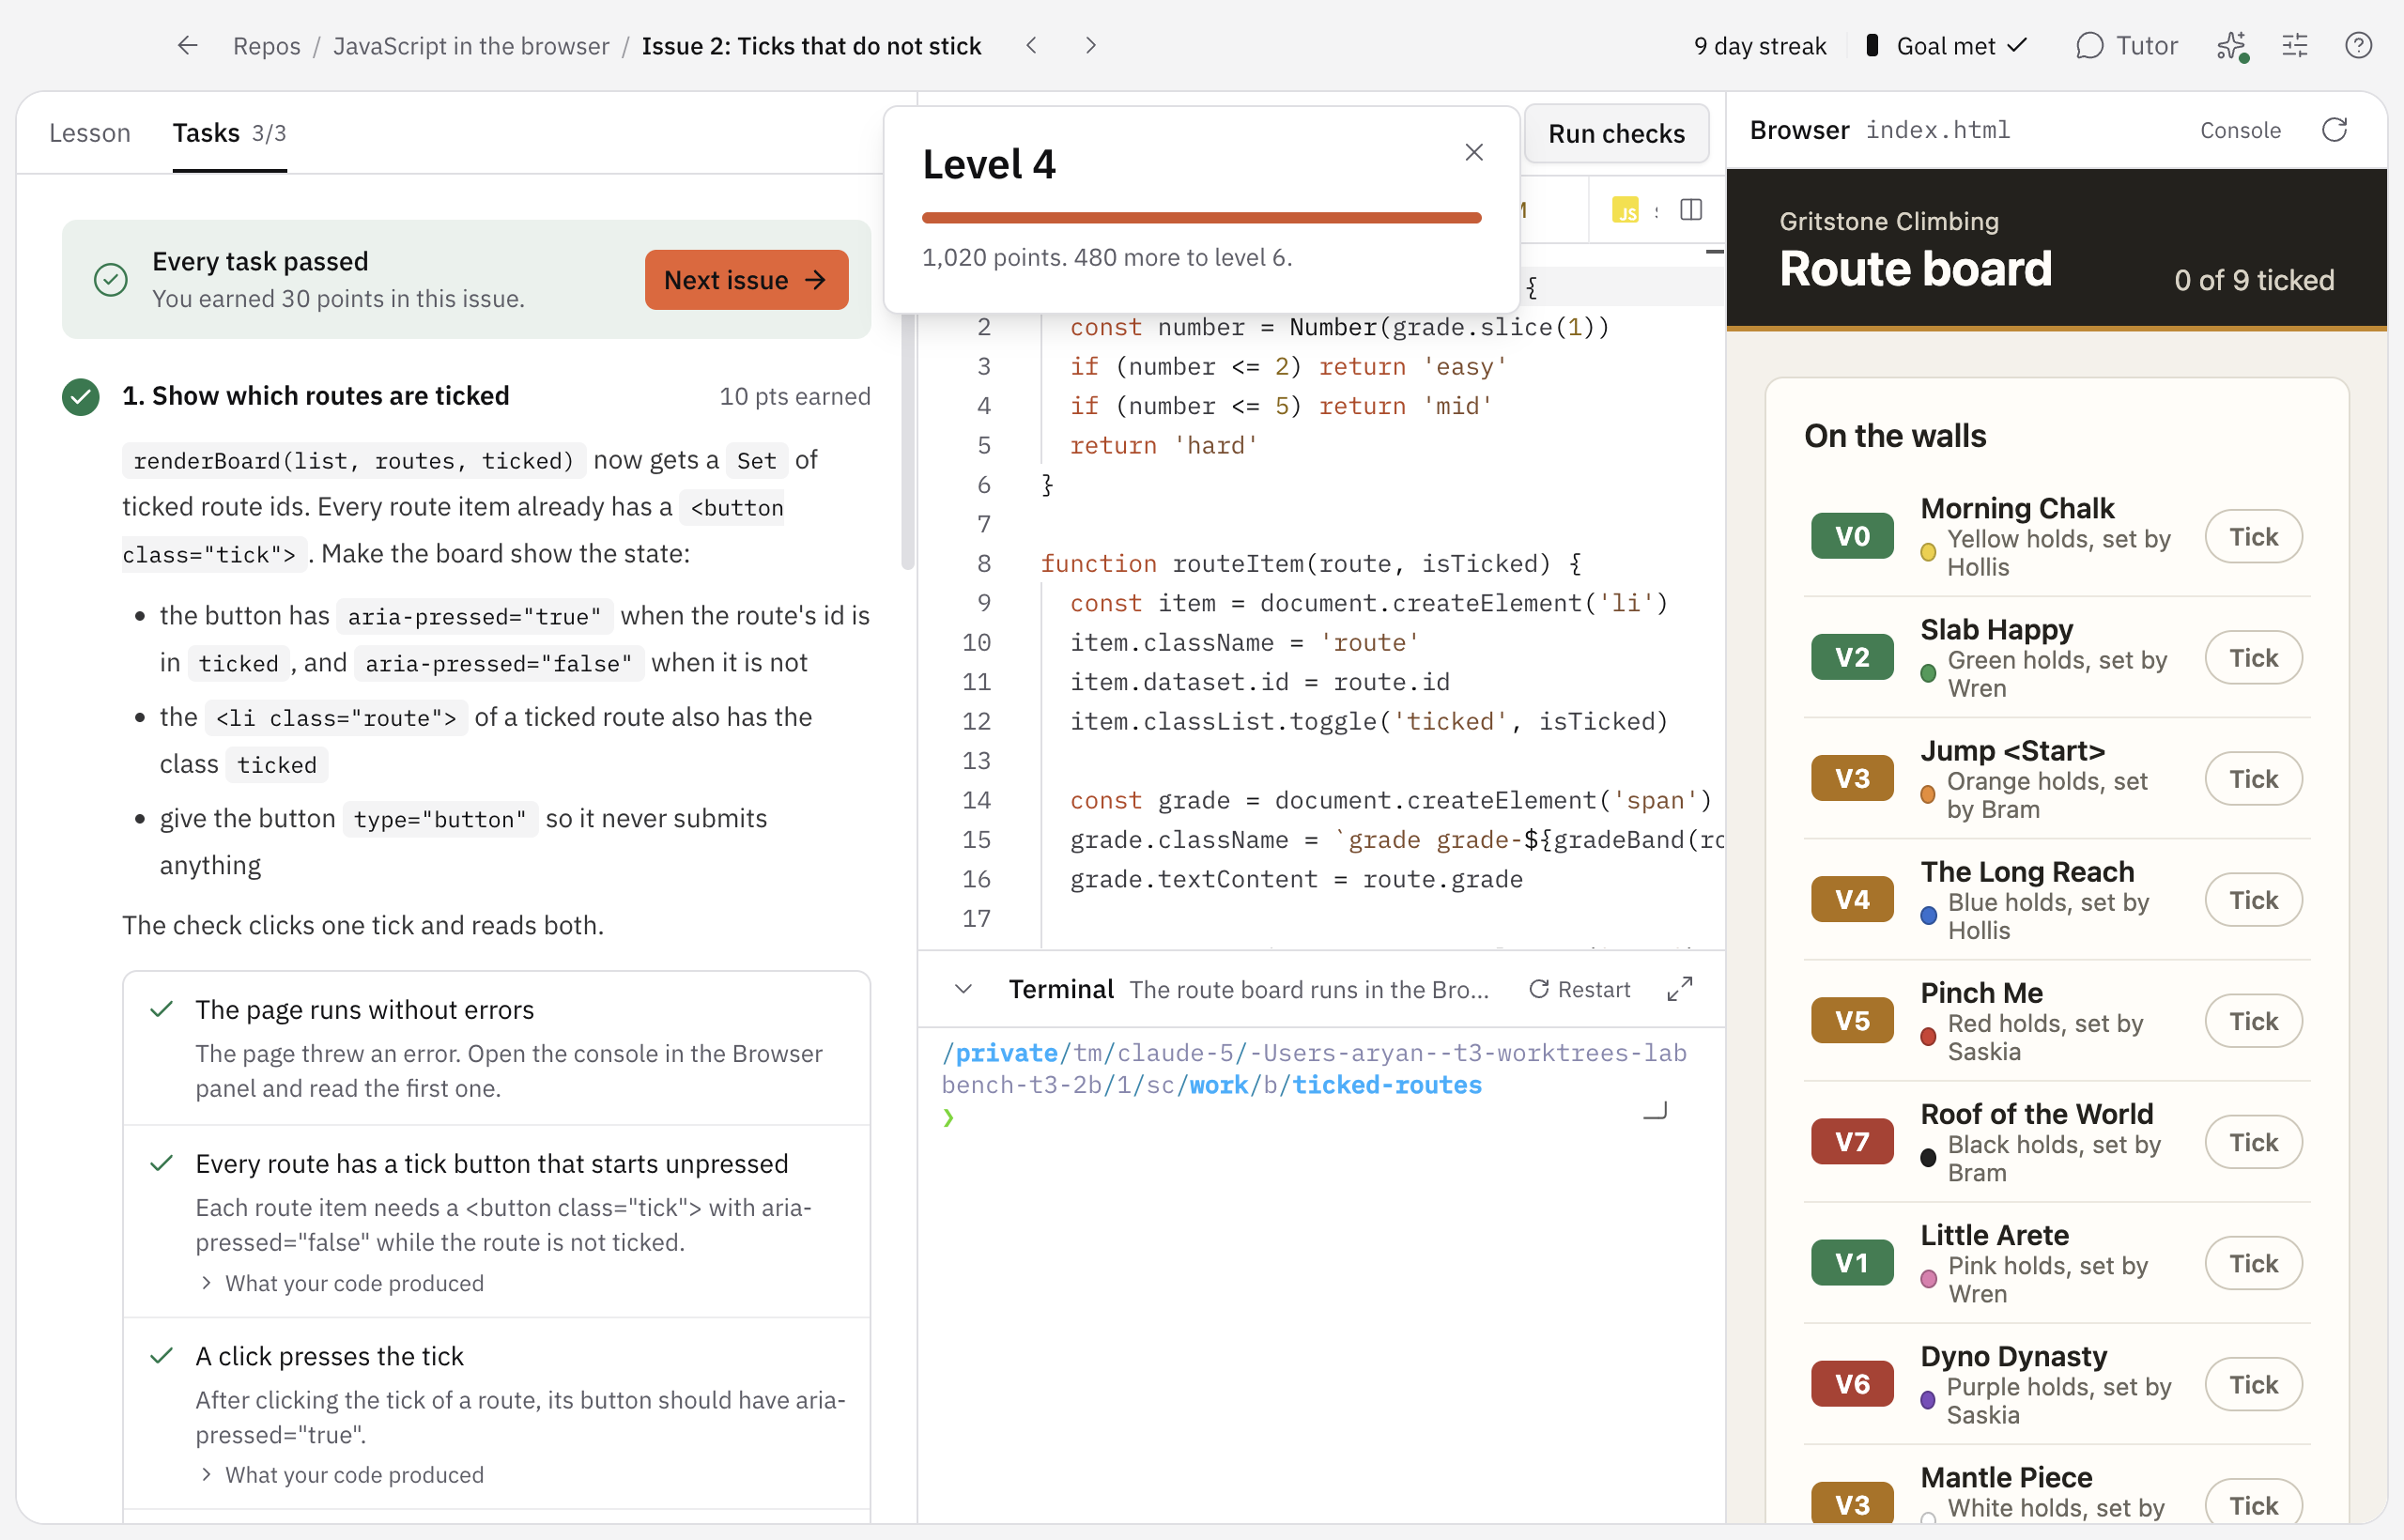 Repos / JavaScript in the browser / Issue 2: Ticks that do not stick
9 day streak
Goal met
Tutor
Lesson
Tasks 3/3
Every task passed
You earned 30 points in this issue.
Next issue
1. Show which routes are ticked
10 pts earned
renderBoard(list, routes, ticked) now gets a Set of
ticked route ids. Every route item already has a <button
class="tick">. Make the board show the state:
• the button has aria-pressed="true" when the route's id is
in ticked, and aria-pressed="false" when it is not
• the <li class="route"> of a ticked route also has the
class ticked
• give the button type="button" so it never submits
anything
The check clicks one tick and reads both.
The page runs without errors
The page threw an error. Open the console in the Browser
panel and read the first one.
Every route has a tick button that starts unpressed
Each route item needs a <button class="tick"> with aria-
pressed="false" while the route is not ticked.
What your code produced
A click presses the tick
After clicking the tick of a route, its button should have aria-
pressed="true".
What your code produced
Level 4
1,020 points. 480 more to level 6.
Run checks
JS
{
2 const number = Number(grade.slice(1))
3 if (number <= 2) return 'easy'
4 if (number <= 5) return 'mid'
5 return 'hard'
6 }
7
8 function routeItem(route, isTicked) {
9 const item = document.createElement('li')
10 item.className = 'route'
11 item.dataset.id = route.id
12 item.classList.toggle('ticked', isTicked)
13
14 const grade = document.createElement('span')
15 grade.className = `grade grade-${gradeBand(ro
16 grade.textContent = route.grade
17
Terminal The route board runs in the Bro...
Restart
/private/tm/claude-5/-Users-aryan--t3-worktrees-lab
bench-t3-2b/1/sc/work/b/ticked-routes
❯
Browser index.html
Console
Gritstone Climbing
Route board
0 of 9 ticked
On the walls
V0
Morning Chalk
Yellow holds, set by
Hollis
Tick
V2
Slab Happy
Green holds, set by
Wren
Tick
V3
Jump <Start>
Orange holds, set
by Bram
Tick
V4
The Long Reach
Blue holds, set by
Hollis
Tick
V5
Pinch Me
Red holds, set by
Saskia
Tick
V7
Roof of the World
Black holds, set by
Bram
Tick
V1
Little Arete
Pink holds, set by
Wren
Tick
V6
Dyno Dynasty
Purple holds, set by
Saskia
Tick
V3
Mantle Piece
White holds, set by
Tick